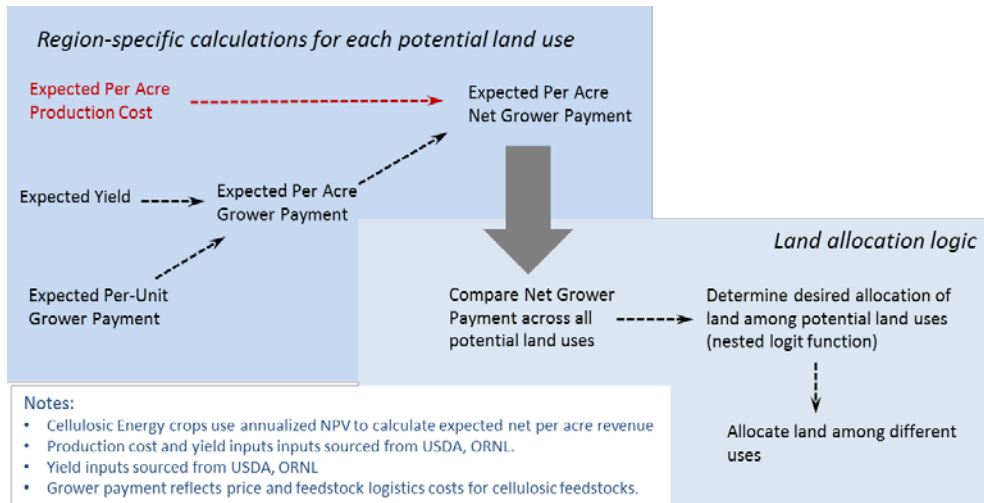 Region-specific calculations for each potential land use
Expected Per Acre
Production Cost
Expected Per Acre
Net Grower Payment
Expected Yield
Expected Per Acre
Grower Payment
Expected Per-Unit
Grower Payment
Land allocation logic
Compare Net Grower
Payment across all
potential land uses
Determine desired allocation of
land among potential land uses
(nested logit function)
Allocate land among different
uses
Notes:
• Cellulosic Energy crops use annualized NPV to calculate expected net per acre revenue
• Production cost and yield inputs inputs sourced from USDA, ORNL.
• Yield inputs sourced from USDA, ORNL
• Grower payment reflects price and feedstock logistics costs for cellulosic feedstocks.